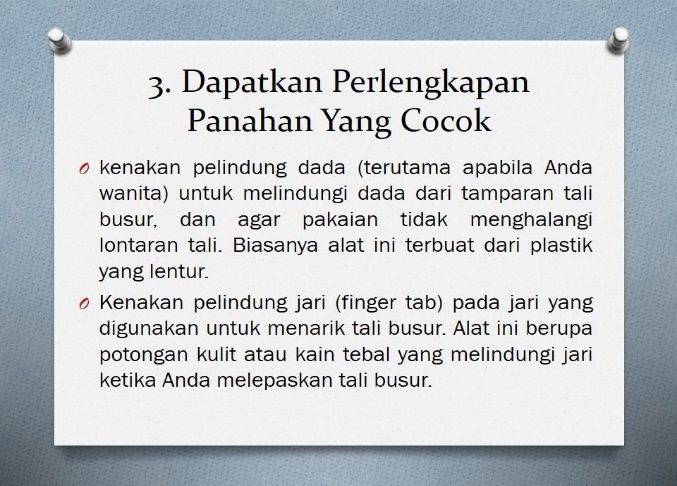 3. Dapatkan Perlengkapan
Panahan Yang Cocok
kenakan pelindung dada (terutama apabila Anda
wanita) untuk melindungi dada dari tamparan tali
busur, dan agar pakaian tidak menghalangi
lontaran tali. Biasanya alat ini terbuat dari plastik
yang lentur.
Kenakan pelindung jari (finger tab) pada jari yang
digunakan untuk menarik tali busur. Alat ini berupa
potongan kulit atau kain tebal yang melindungi jari
ketika Anda melepaskan tali busur.